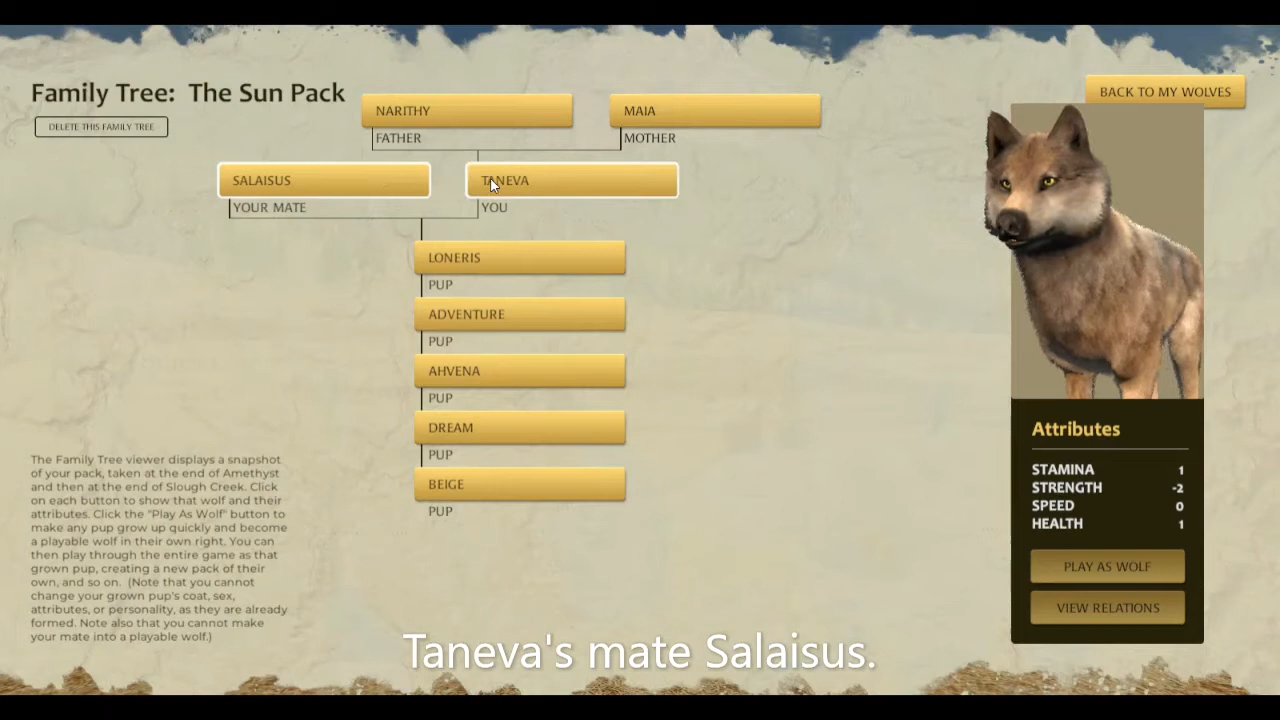 Family Tree: The Sun Pack
DELETE THIS FAMILY TREE
BACK TO MY WOLVES
NARITHY
FATHER
MAIA
MOTHER
SALAISUS
YOUR MATE
TANEVA
YOU
LONERIS
PUP
ADVENTURE
PUP
AHVENA
PUP
DREAM
PUP
BEIGE
PUP
The Family Tree viewer displays a snapshot
of your pack, taken at the end of Amethyst
and then at the end of Slough Creek. Click
on each button to show that wolf and their
attributes. Click the "Play As Wolf" button to
make any pup grow up quickly and become
a playable wolf in their own right. You can
then play through the entire game as that
grown pup, creating a new pack of their
own, and so on. (Note that you cannot
change your grown pup's coat, sex,
attributes, or personality, as they are already
formed. Note also that you cannot make
your mate into a playable wolf.)
Attributes
STAMINA 1
STRENGTH -2
SPEED 0
HEALTH 1
PLAY AS WOLF
VIEW RELATIONS
Taneva's mate Salaisus.